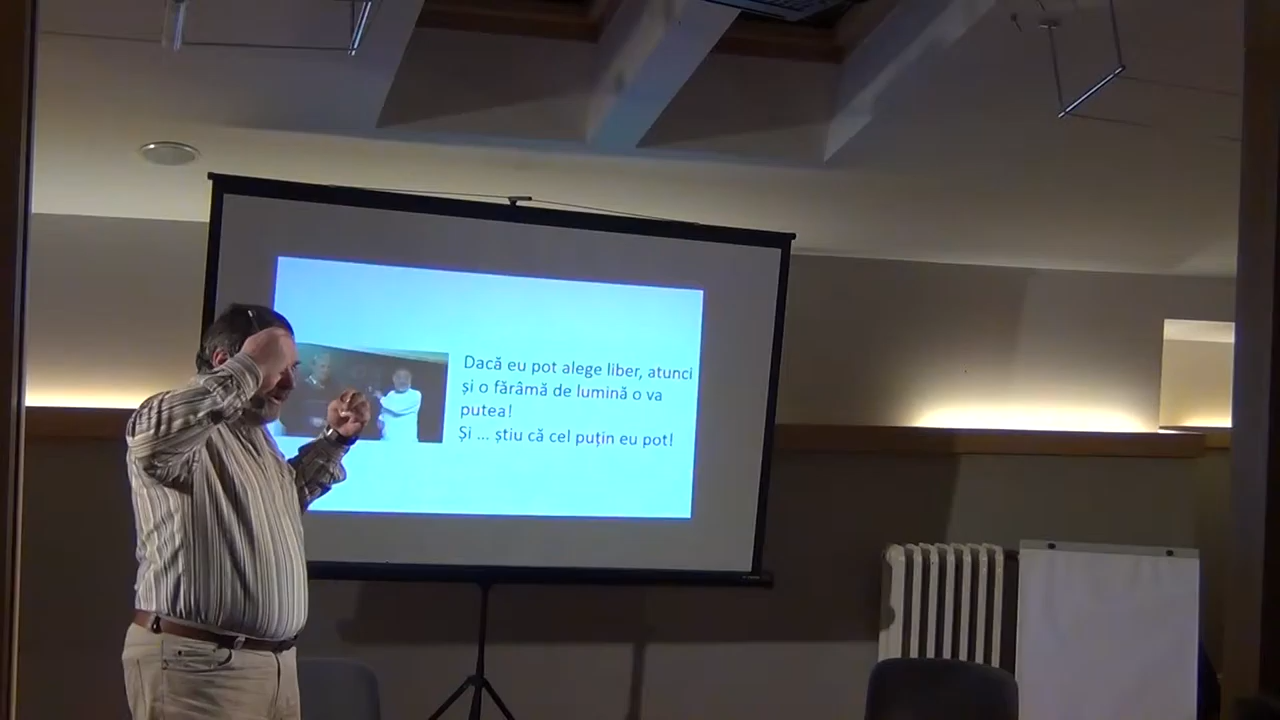 Dacă eu pot alege liber, atunci
și o fărâmă de lumină o va
putea!
Și ... știu că cel puțin eu pot!